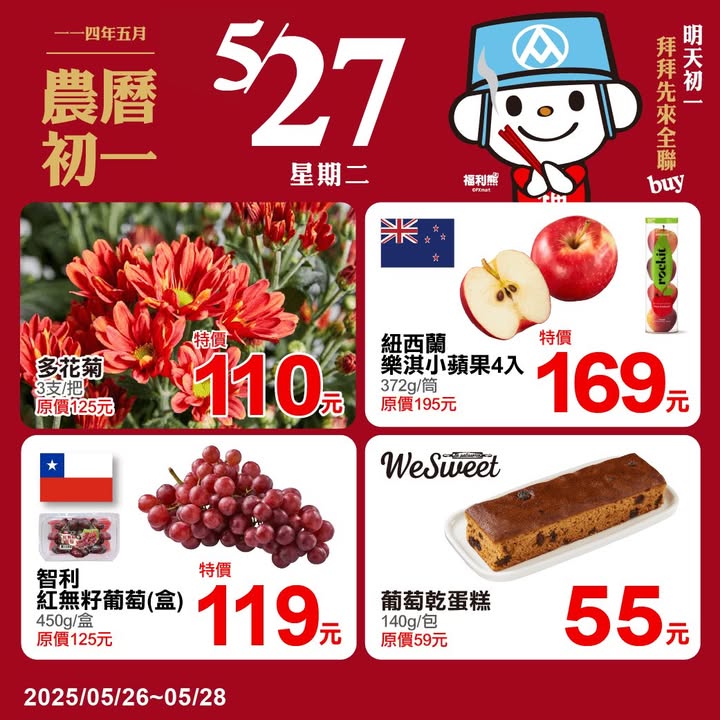 一一四年五月
農曆
初一
5/27
星期二
明天初一
拜拜先來全聯
buy
福利熊
©PXmart
多花菊
3支/把
原價125元
特價
110元
紐西蘭
樂淇小蘋果4入
372g/筒
原價195元
特價
169元
rockit
智利
紅無籽葡萄(盒)
450g/盒
原價125元
特價
119元
WeSweet
葡萄乾蛋糕
140g/包
原價59元
55元
2025/05/26~05/28